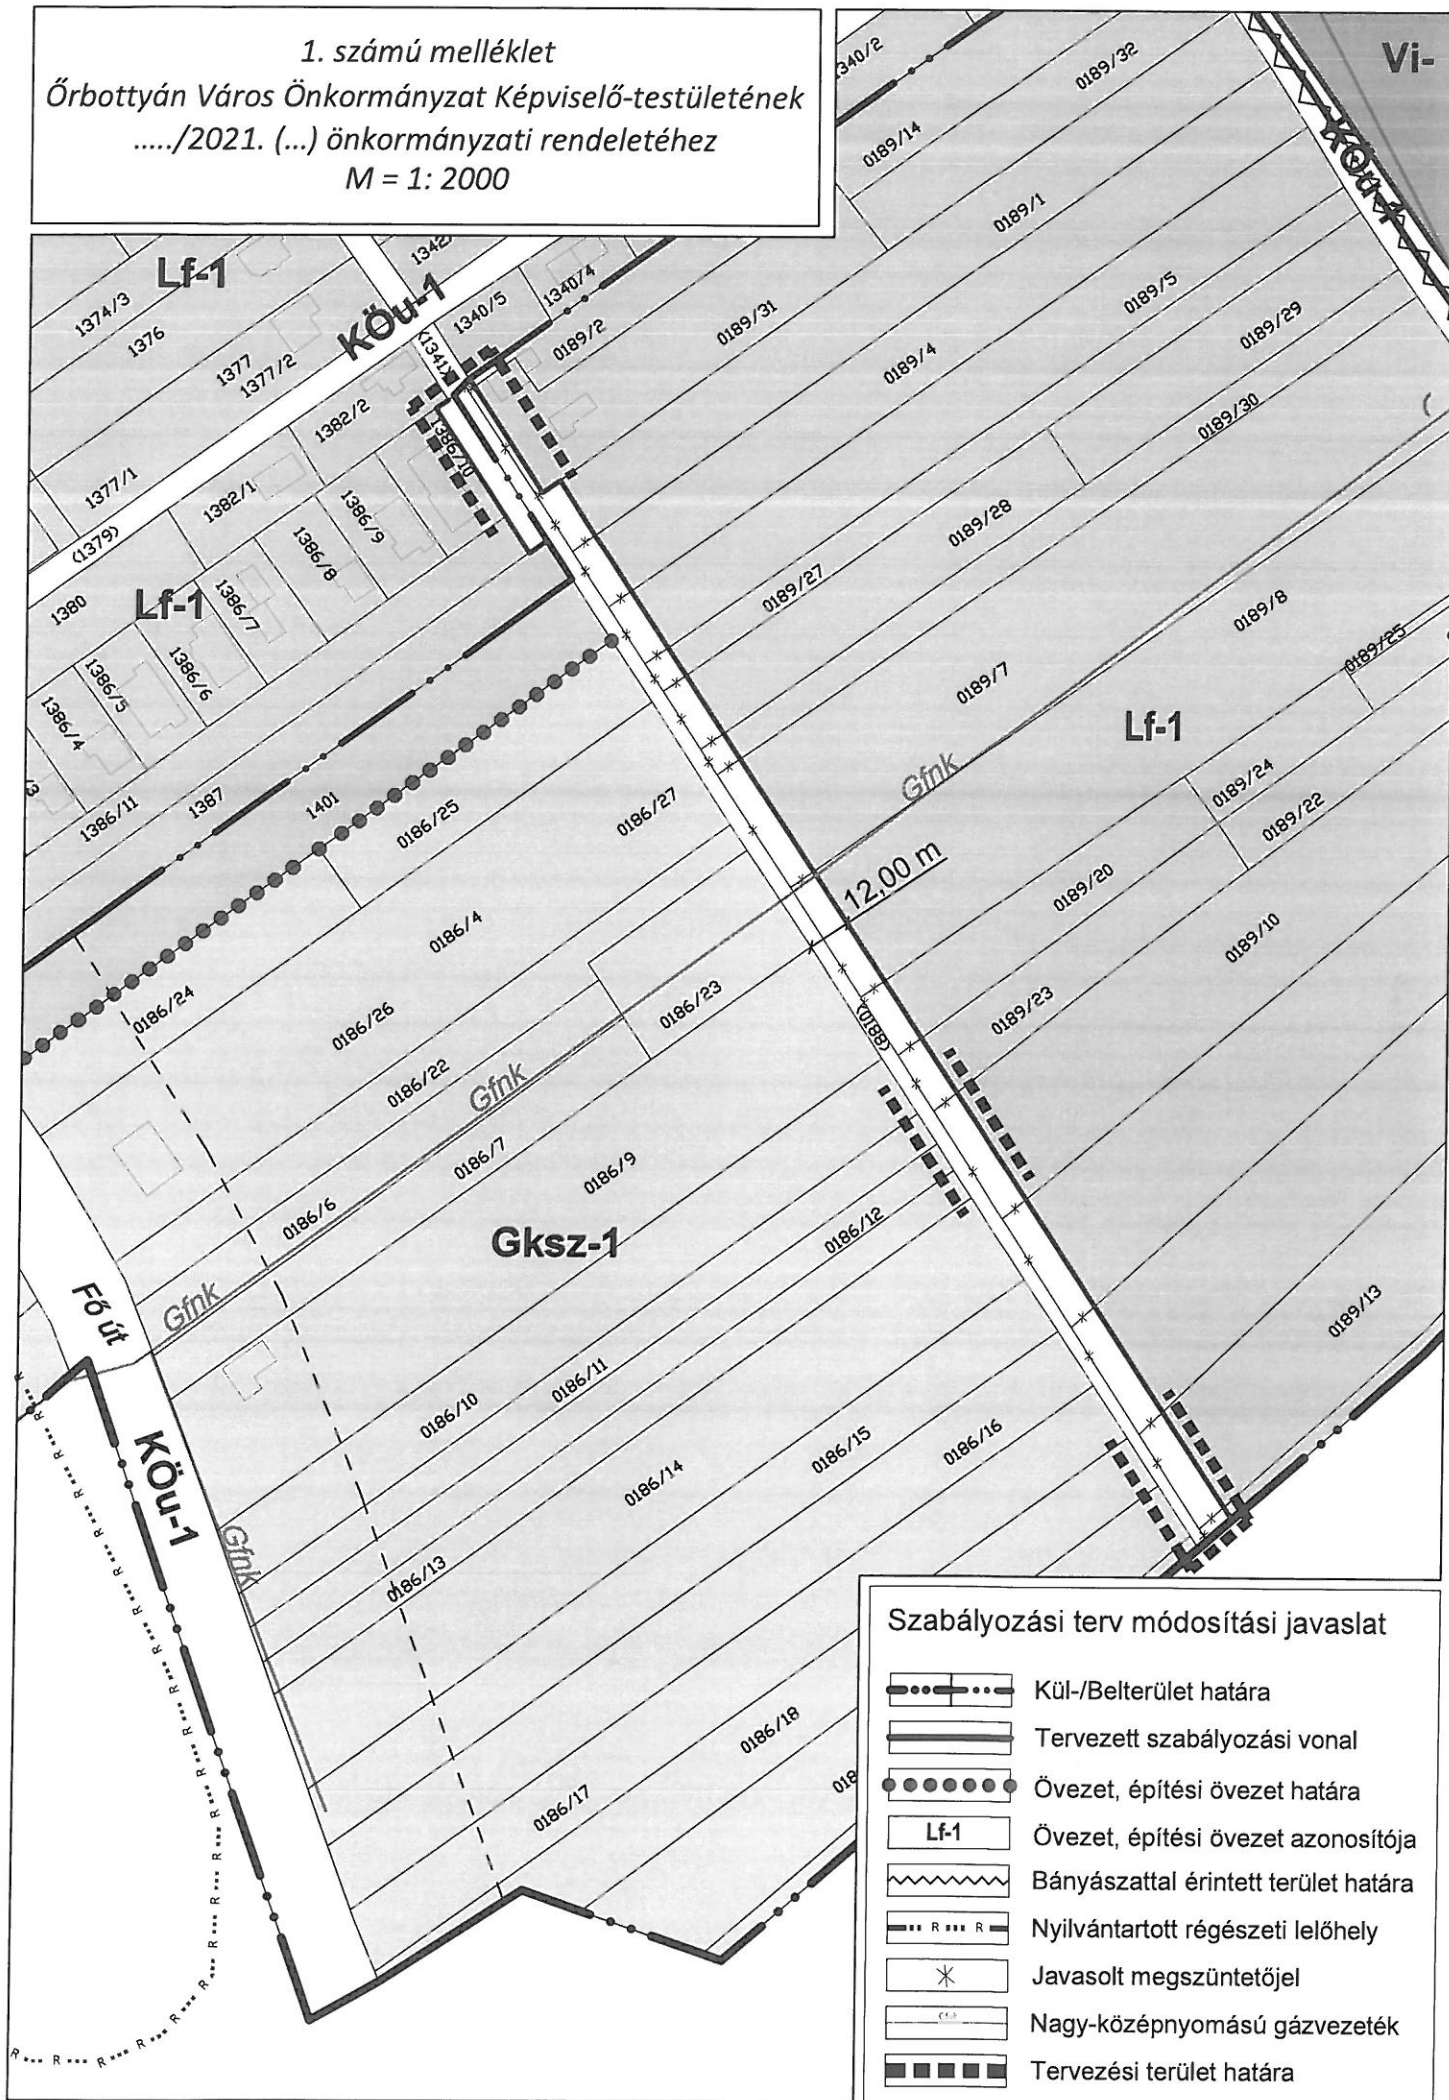 1. számú melléklet
Őrbottyán Város Önkormányzat Képviselő-testületének
...../2021. (...) önkormányzati rendeletéhez
M = 1: 2000
1340/2
0189/32
Vi-
0189/14
KÖu-1
0189/1
Lf-1
1342/
1374/3
1376
KÖu-1
1340/5
1340/4
0189/2
0189/31
0189/5
0189/29
1377
1377/2
(1341)
0189/4
1382/2
1386/10
0189/30
1377/1
1382/1
1386/9
0189/28
(1379)
1386/8
0189/27
1380
Lf-1
1386/7
0189/8
1386/5
1386/6
0189/7
0189/25
1386/4
Lf-1
1386/11
1387
1401
0186/25
0186/27
Gfnk
0189/24
0189/22
12,00 m
0189/20
0186/4
0189/10
0186/24
0186/26
0186/23
0189/23
0186/22
Gfnk
(0188)
0186/7
0186/9
0186/6
0186/12
Gksz-1
Fő út
Gfnk
0189/13
0186/11
0186/10
KÖu-1
0186/15
0186/16
0186/14
Gfnk
0186/13
0186/18
0186/17
018
Szabályozási terv módosítási javaslat
Kül-/Belterület határa
Tervezett szabályozási vonal
Övezet, építési övezet határa
Lf-1 Övezet, építési övezet azonosítója
Bányászattal érintett terület határa
R R Nyilvántartott régészeti lelőhely
Javasolt megszüntetőjel
Nagy-középnyomású gázvezeték
Tervezési terület határa